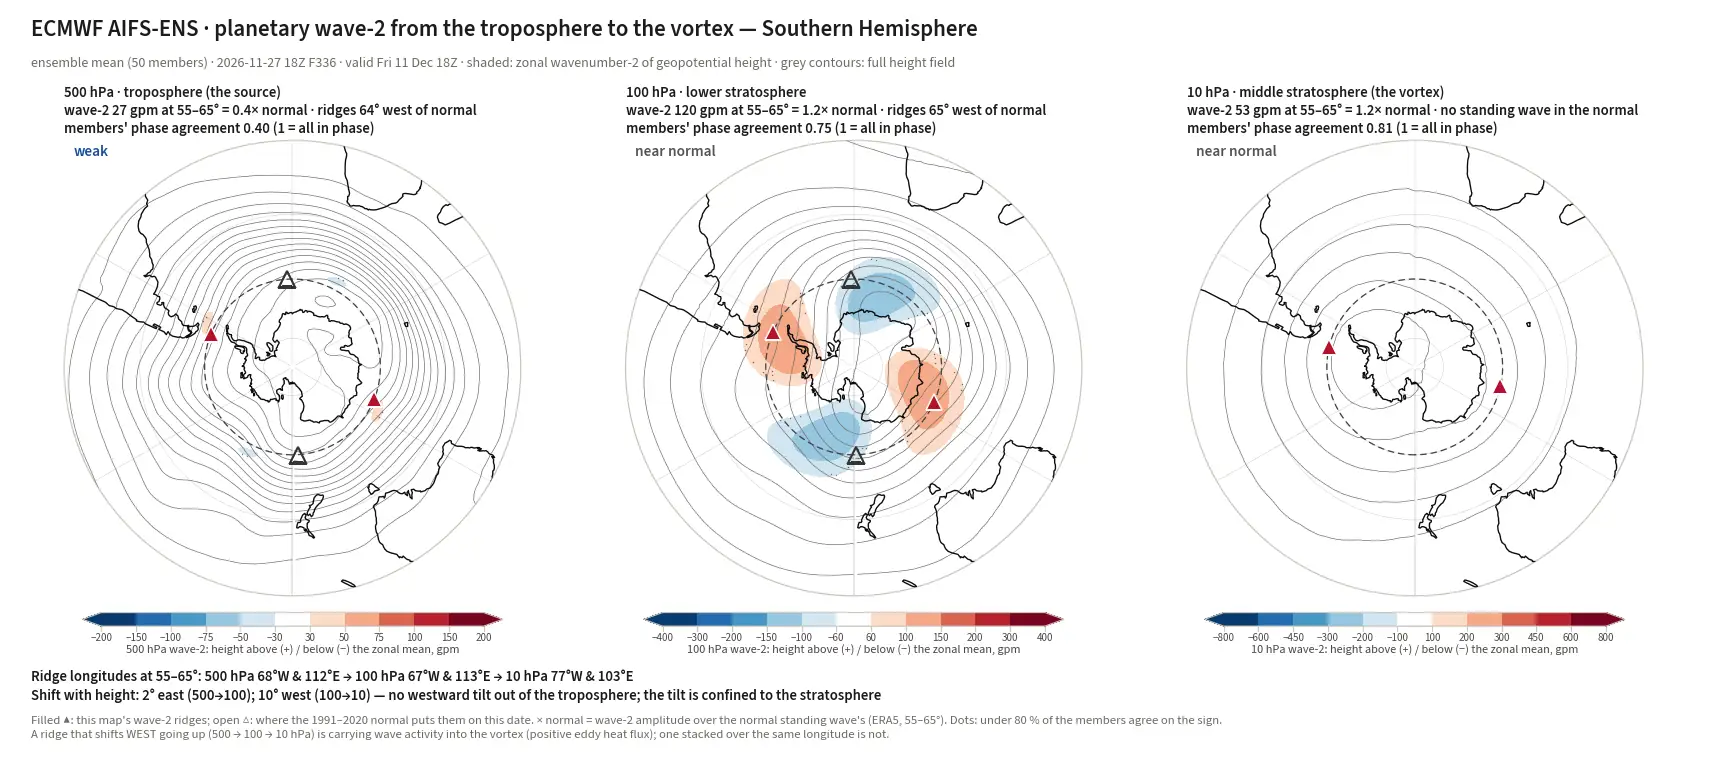 ECMWF AIFS-ENS · planetary wave-2 from the troposphere to the vortex — Southern Hemisphere
ensemble mean (50 members) · 2026-11-27 18Z F336 · valid Fri 11 Dec 18Z · shaded: zonal wavenumber-2 of geopotential height · grey contours: full height field
500 hPa · troposphere (the source)
wave-2 27 gpm at 55–65° = 0.4× normal · ridges 64° west of normal
members' phase agreement 0.40 (1 = all in phase)
weak
100 hPa · lower stratosphere
wave-2 120 gpm at 55–65° = 1.2× normal · ridges 65° west of normal
members' phase agreement 0.75 (1 = all in phase)
near normal
10 hPa · middle stratosphere (the vortex)
wave-2 53 gpm at 55–65° = 1.2× normal · no standing wave in the normal
members' phase agreement 0.81 (1 = all in phase)
near normal
−200 −150 −100 −75 −50 −30 30 50 75 100 150 200
500 hPa wave-2: height above (+) / below (−) the zonal mean, gpm
−400 −300 −200 −150 −100 −60 60 100 150 200 300 400
100 hPa wave-2: height above (+) / below (−) the zonal mean, gpm
−800 −600 −450 −300 −200 −100 100 200 300 450 600 800
10 hPa wave-2: height above (+) / below (−) the zonal mean, gpm
Ridge longitudes at 55–65°: 500 hPa 68°W & 112°E → 100 hPa 67°W & 113°E → 10 hPa 77°W & 103°E
Shift with height: 2° east (500→100); 10° west (100→10) — no westward tilt out of the troposphere; the tilt is confined to the stratosphere
Filled ▲: this map's wave-2 ridges; open △: where the 1991–2020 normal puts them on this date. × normal = wave-2 amplitude over the normal standing wave's (ERA5, 55–65°). Dots: under 80 % of the members agree on the sign.
A ridge that shifts WEST going up (500 → 100 → 10 hPa) is carrying wave activity into the vortex (positive eddy heat flux); one stacked over the same longitude is not.